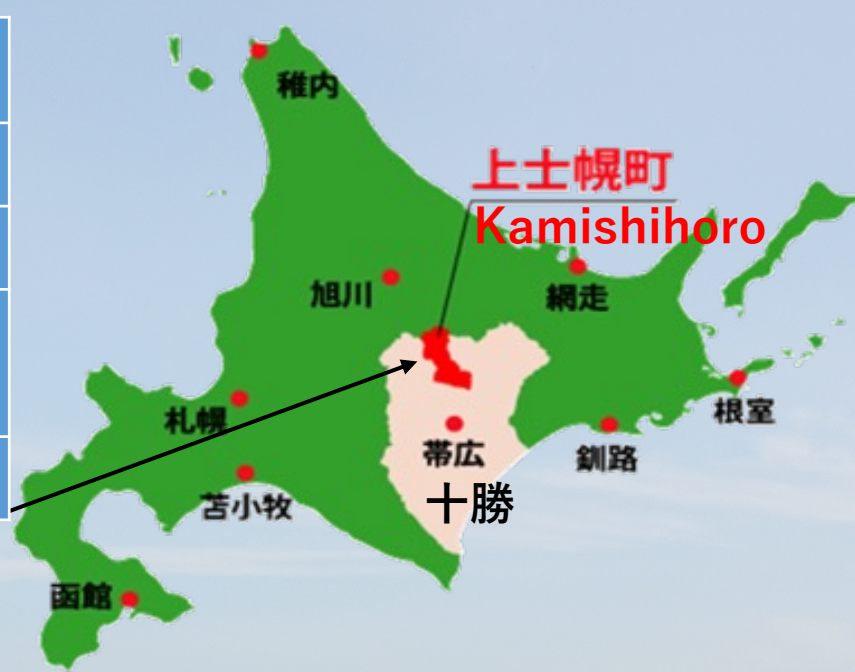 稚内
上士幌町
Kamishihoro
旭川
網走
札幌
根室
帯広
釧路
十勝
苫小牧
函館